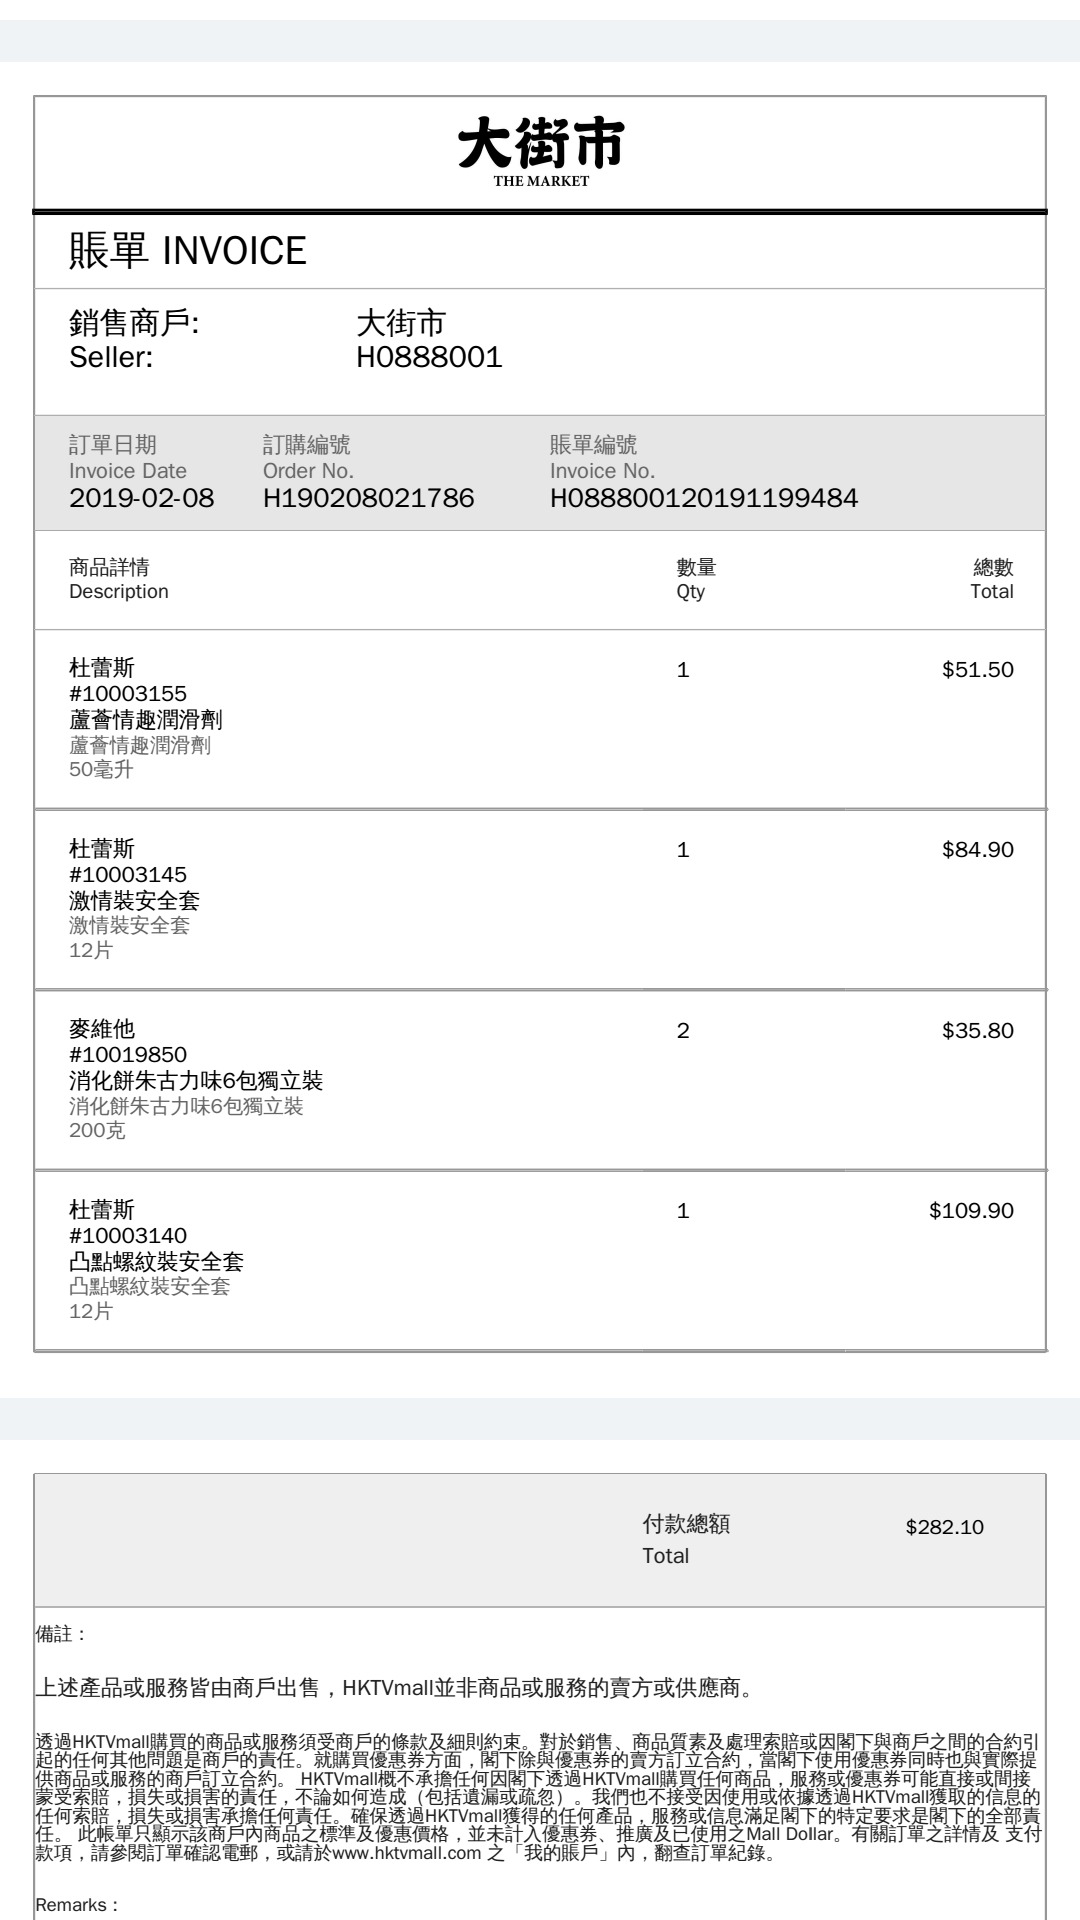 大街市
THE MARKET
賬單 INVOICE
銷售商戶: 大街市
Seller: H0888001
訂單日期 訂購編號 賬單編號
Invoice Date Order No. Invoice No.
2019-02-08 H190208021786 H088800120191199484
商品詳情 數量 總數
Description Qty Total
杜蕾斯 1 $51.50
#10003155
蘆薈情趣潤滑劑
蘆薈情趣潤滑劑
50毫升
杜蕾斯 1 $84.90
#10003145
激情裝安全套
激情裝安全套
12片
麥維他 2 $35.80
#10019850
消化餅朱古力味6包獨立裝
消化餅朱古力味6包獨立裝
200克
杜蕾斯 1 $109.90
#10003140
凸點螺紋裝安全套
凸點螺紋裝安全套
12片
付款總額 $282.10
Total
備註：
上述產品或服務皆由商戶出售，HKTVmall並非商品或服務的賣方或供應商。
透過HKTVmall購買的商品或服務須受商戶的條款及細則約束。對於銷售、商品質素及處理索賠或因閣下與商戶之間的合約引
起的任何其他問題是商戶的責任。就購買優惠券方面，閣下除與優惠券的賣方訂立合約，當閣下使用優惠券同時也與實際提
供商品或服務的商戶訂立合約。 HKTVmall概不承擔任何因閣下透過HKTVmall購買任何商品，服務或優惠券可能直接或間接
蒙受索賠，損失或損害的責任，不論如何造成（包括遺漏或疏忽）。我們也不接受因使用或依據透過HKTVmall獲取的信息的
任何索賠，損失或損害承擔任何責任。確保透過HKTVmall獲得的任何產品，服務或信息滿足閣下的特定要求是閣下的全部責
任。 此帳單只顯示該商戶內商品之標準及優惠價格，並未計入優惠券、推廣及已使用之Mall Dollar。有關訂單之詳情及 支付
款項，請參閱訂單確認電郵，或請於www.hktvmall.com 之「我的賬戶」內，翻查訂單紀錄。
Remarks：